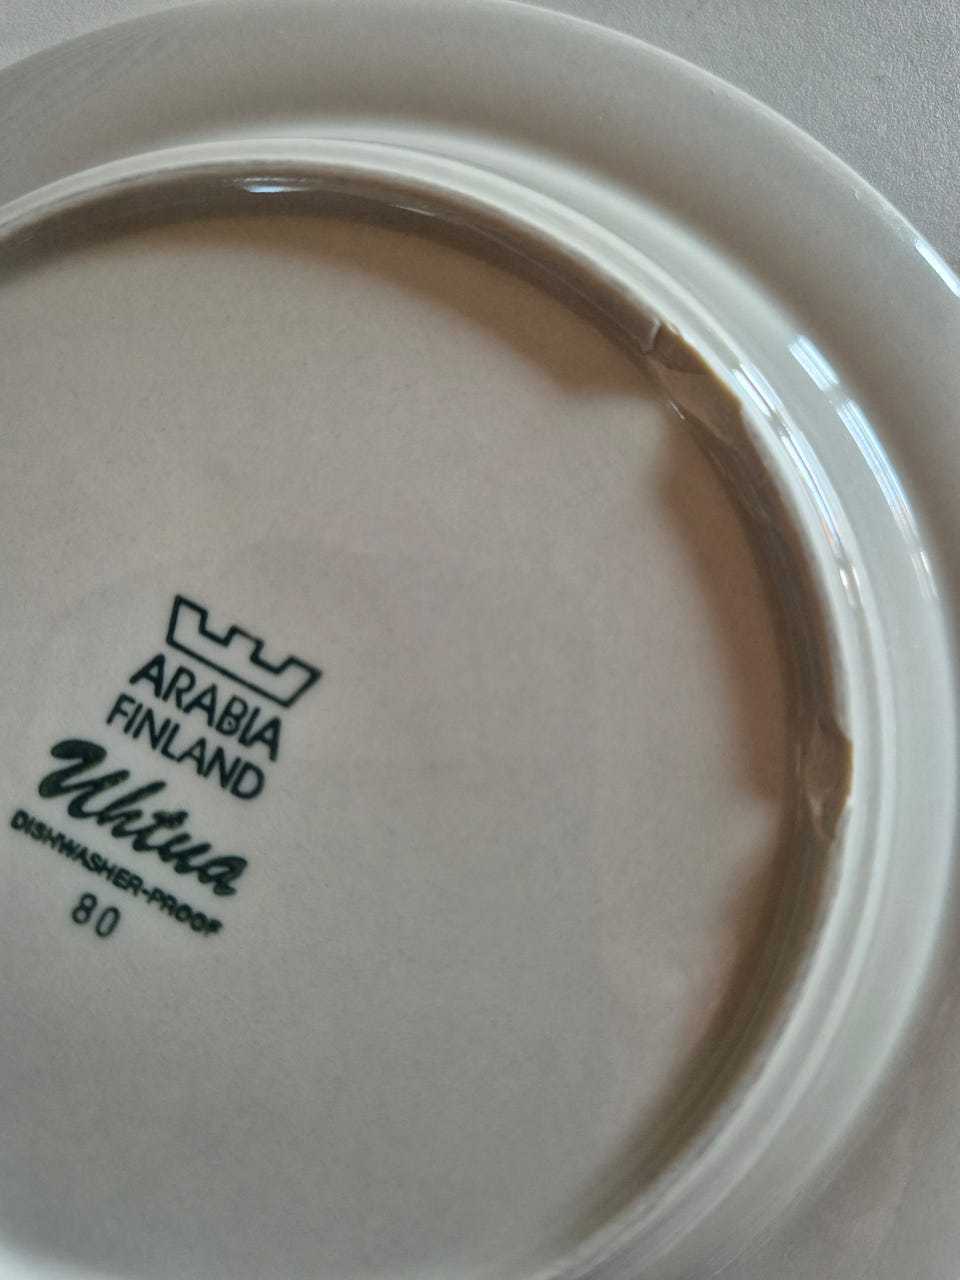 ARABIA
FINLAND
Uhtua
DISHWASHER-PROOF
80